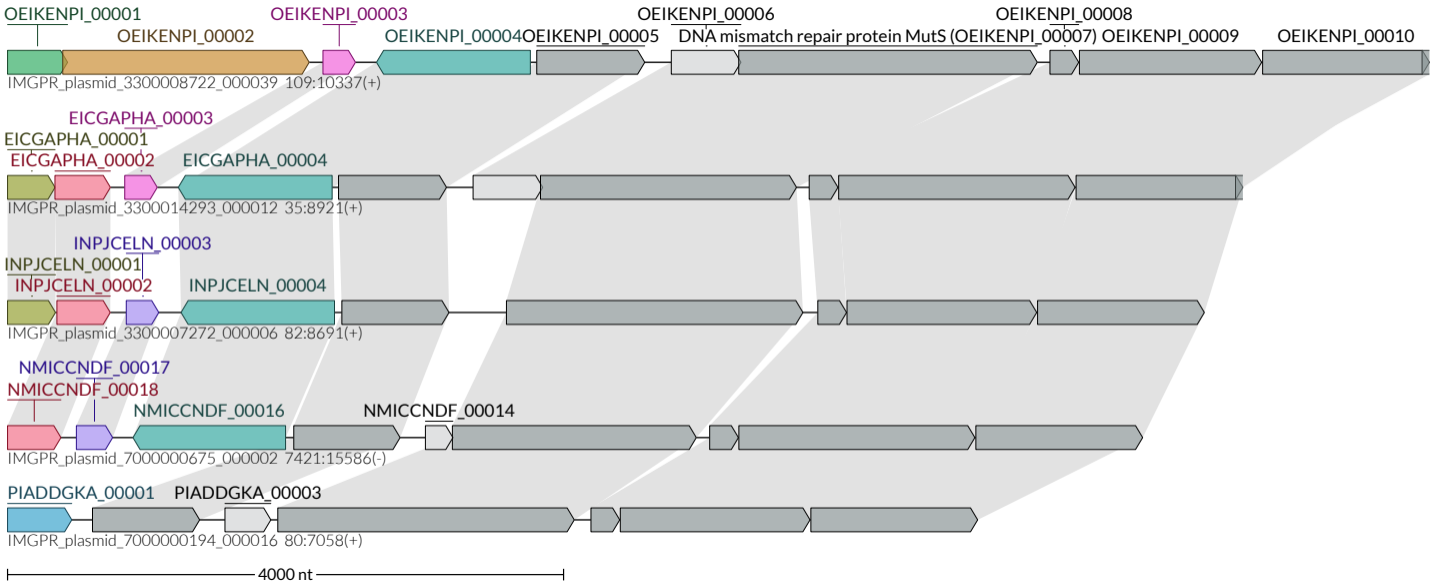 OEIKENPI_00001 OEIKENPI_00003 OEIKENPI_00006 OEIKENPI_00008
OEIKENPI_00002 OEIKENPI_00004 OEIKENPI_00005 DNA mismatch repair protein MutS (OEIKENPI_00007) OEIKENPI_00009 OEIKENPI_00010
IMGPR_plasmid_3300008722_000039 109:10337(+)
EICGAPHA_00003
EICGAPHA_00001
EICGAPHA_00002 EICGAPHA_00004
IMGPR_plasmid_3300014293_000012 35:8921(+)
INPJCELN_00003
INPJCELN_00001
INPJCELN_00002 INPJCELN_00004
IMGPR_plasmid_3300007272_000006 82:8691(+)
NMICCNDF_00017
NMICCNDF_00018
NMICCNDF_00016 NMICCNDF_00014
IMGPR_plasmid_7000000675_000002 7421:15586(-)
PIADDGKA_00001 PIADDGKA_00003
IMGPR_plasmid_7000000194_000016 80:7058(+)
4000 nt